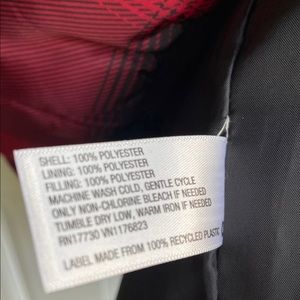 SHELL: 100% POLYESTER
LINING: 100% POLYESTER
FILLING: 100% POLYESTER
MACHINE WASH COLD, GENTLE CYCLE
ONLY NON-CHLORINE BLEACH IF NEEDED
TUMBLE DRY LOW, WARM IRON IF NEEDED
RN17730 VN1176823
LABEL MADE FROM 100% RECYCLED PLASTIC